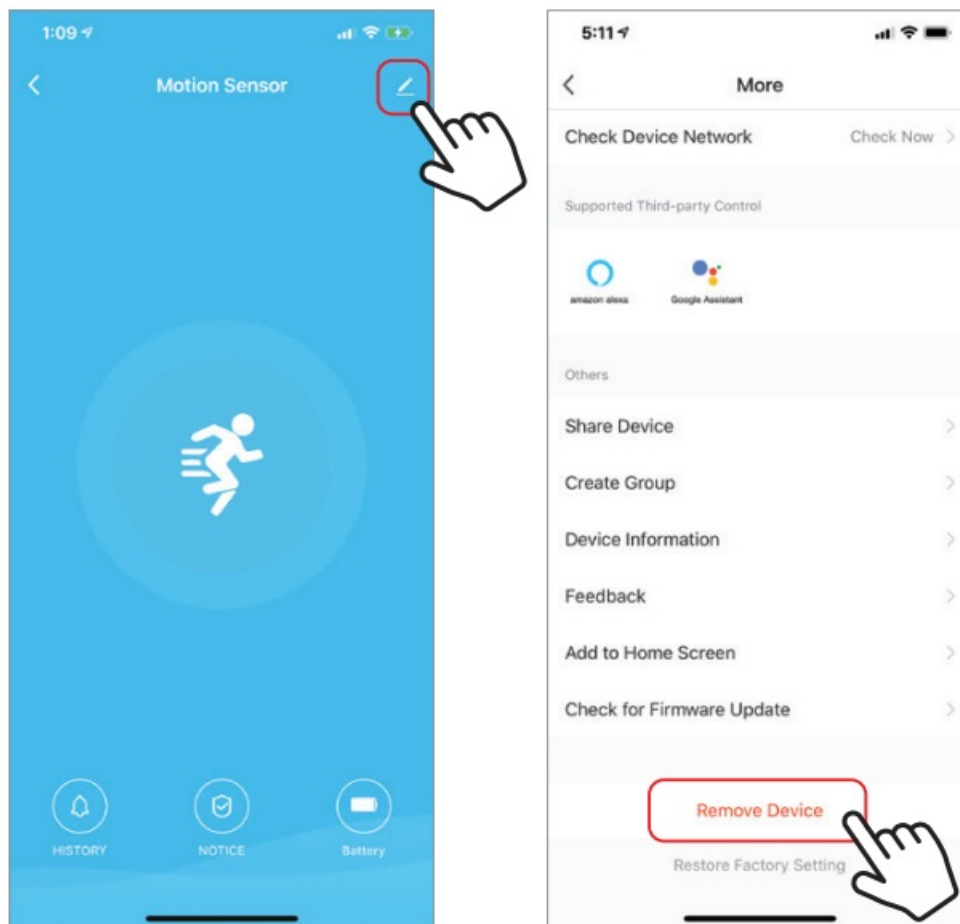 1:09
Motion Sensor
HISTORY
NOTICE
Battery
5:11
More
Check Device Network
Check Now
Supported Third-party Control
amazon alexa
Google Assistant
Others
Share Device
Create Group
Device Information
Feedback
Add to Home Screen
Check for Firmware Update
Remove Device
Restore Factory Setting